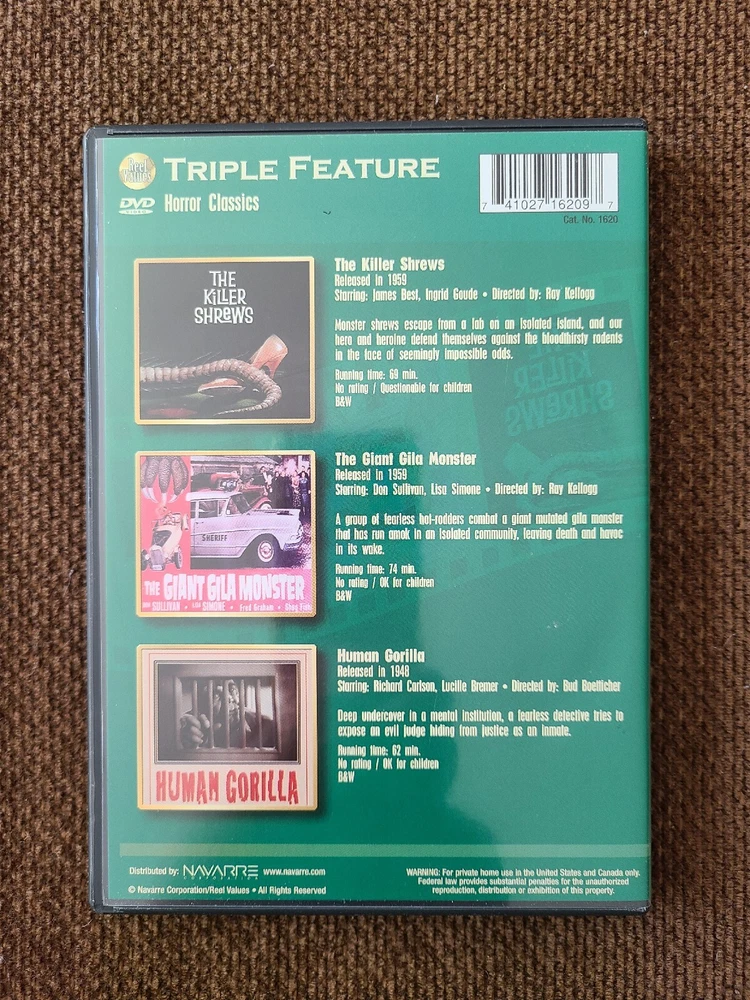 Reel Values
TRIPLE FEATURE
DVD VIDEO
Horror Classics
7 41027 16209 7
Cat. No. 1620
THE KILLER SHREWS
The Killer Shrews
Released in 1959
Starring: James Best, Ingrid Goude • Directed by: Ray Kellogg
Monster shrews escape from a lab on an isolated island, and our
hero and heroine defend themselves against the bloodthirsty rodents
in the face of seemingly impossible odds.
Running time: 69 min.
No rating / Questionable for children
B&W
SHERIFF
THE GIANT GILA MONSTER
DON SULLIVAN • LISA SIMONE • Fred Graham • Shug Fish
The Giant Gila Monster
Released in 1959
Starring: Don Sullivan, Lisa Simone • Directed by: Ray Kellogg
A group of fearless hot-rodders combat a giant mutated gila monster
that has run amok in an isolated community, leaving death and havoc
in its wake.
Running time: 74 min.
No rating / OK for children
B&W
HUMAN GORILLA
Human Gorilla
Released in 1948
Starring: Richard Carlson, Lucille Bremer • Directed by: Bud Boetticher
Deep undercover in a mental institution, a fearless detective tries to
expose an evil judge hiding from justice as an inmate.
Running time: 62 min.
No rating / OK for children
B&W
Distributed by: NAVARRE CORPORATION www.navarre.com
© Navarre Corporation/Reel Values • All Rights Reserved
WARNING: For private home use in the United States and Canada only.
Federal law provides substantial penalties for the unauthorized
reproduction, distribution or exhibition of this property.